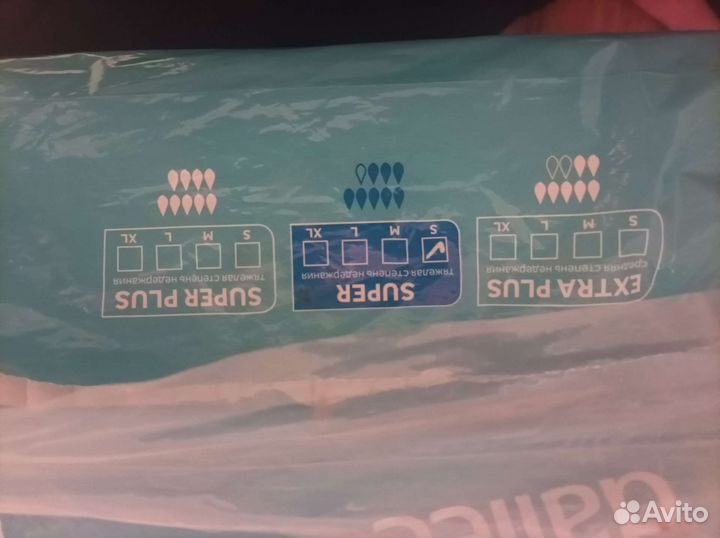 EXTRA PLUS
средняя степень недержания
S M L XL
SUPER
тяжелая степень недержания
S M L XL
SUPER PLUS
тяжелая степень недержания
S M L XL
Avito